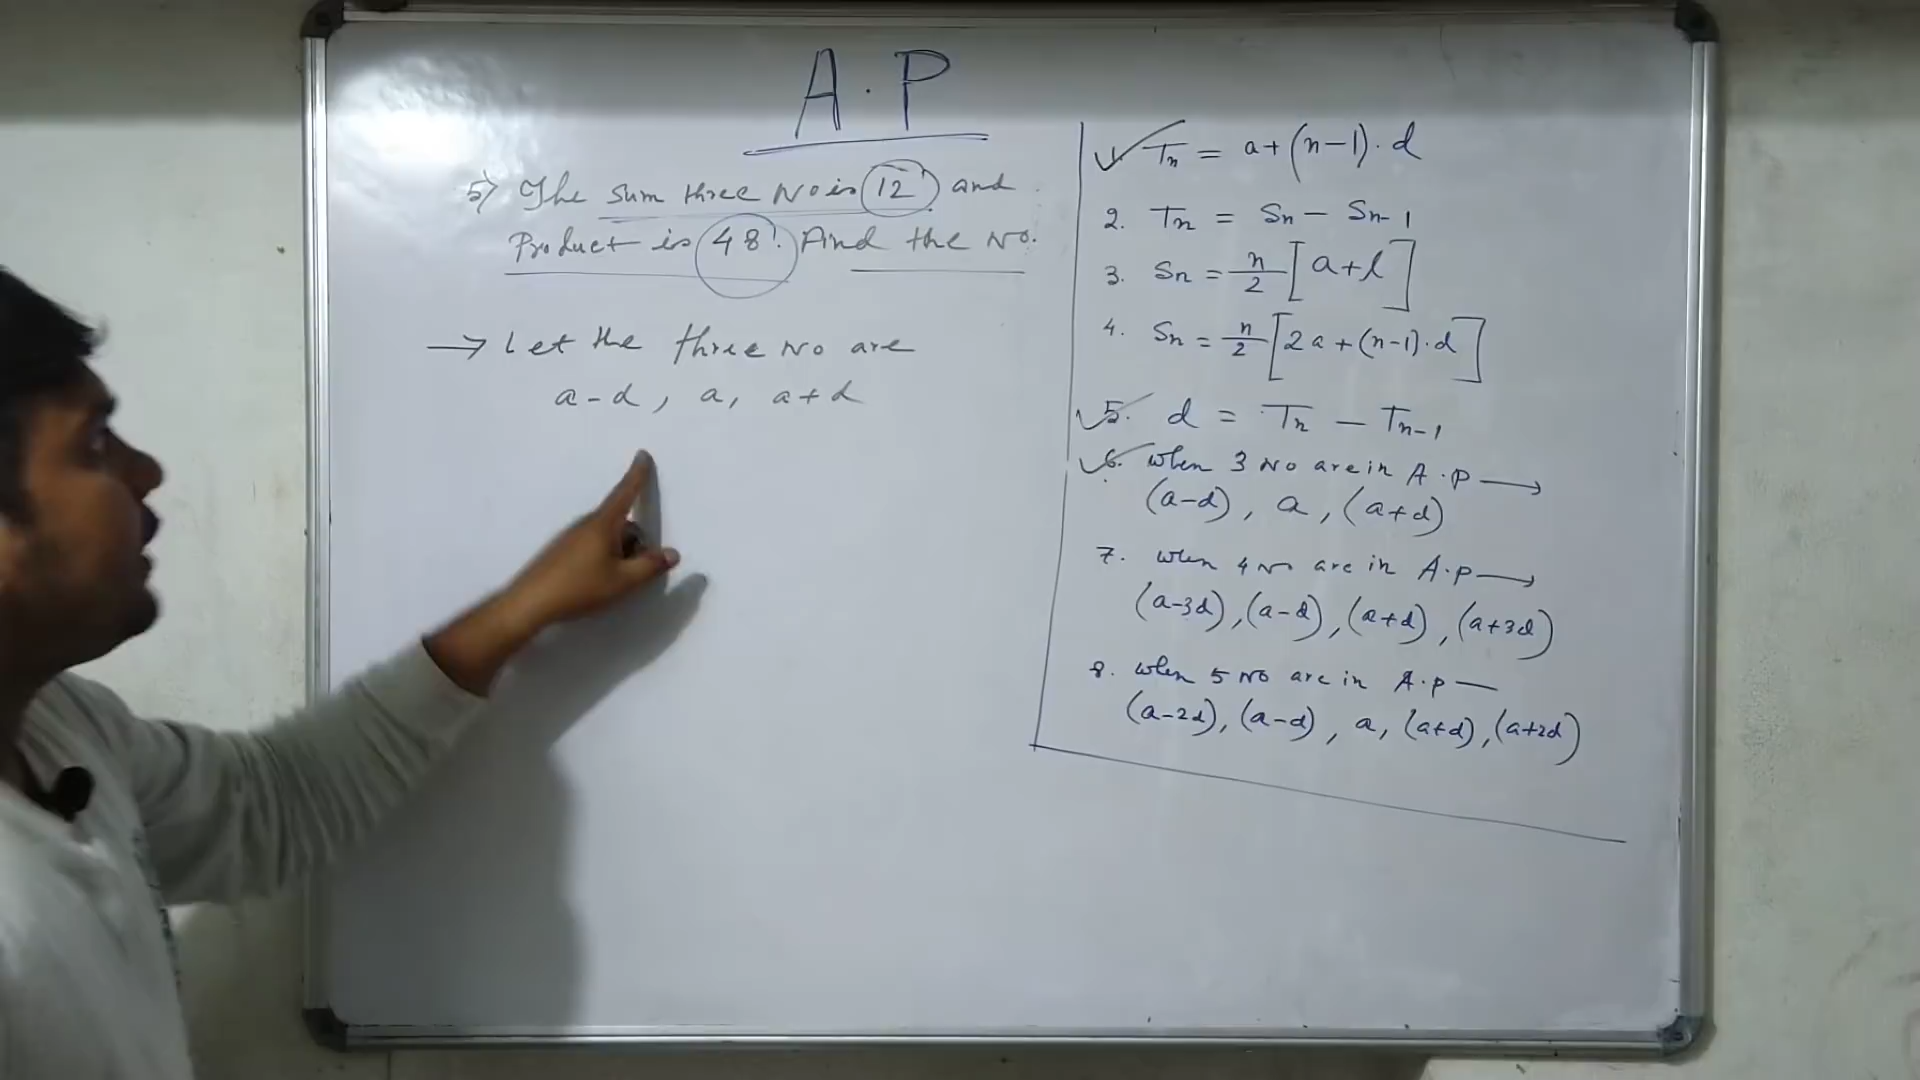 A.P
5) The sum three No is 12 and
Product is 48. Find the No.
→ Let the three No are
a-d, a, a+d
1 Tn = a+(n-1).d
2. Tn = Sn - Sn-1
3. Sn = n/2 [a+l]
4. Sn = n/2 [2a+(n-1).d]
5. d = Tn - Tn-1
6. when 3 No are in A.P →
(a-d), a, (a+d)
7. when 4 No are in A.P →
(a-3d), (a-d), (a+d), (a+3d)
8. when 5 No are in A.P —
(a-2d), (a-d), a, (a+d), (a+2d)